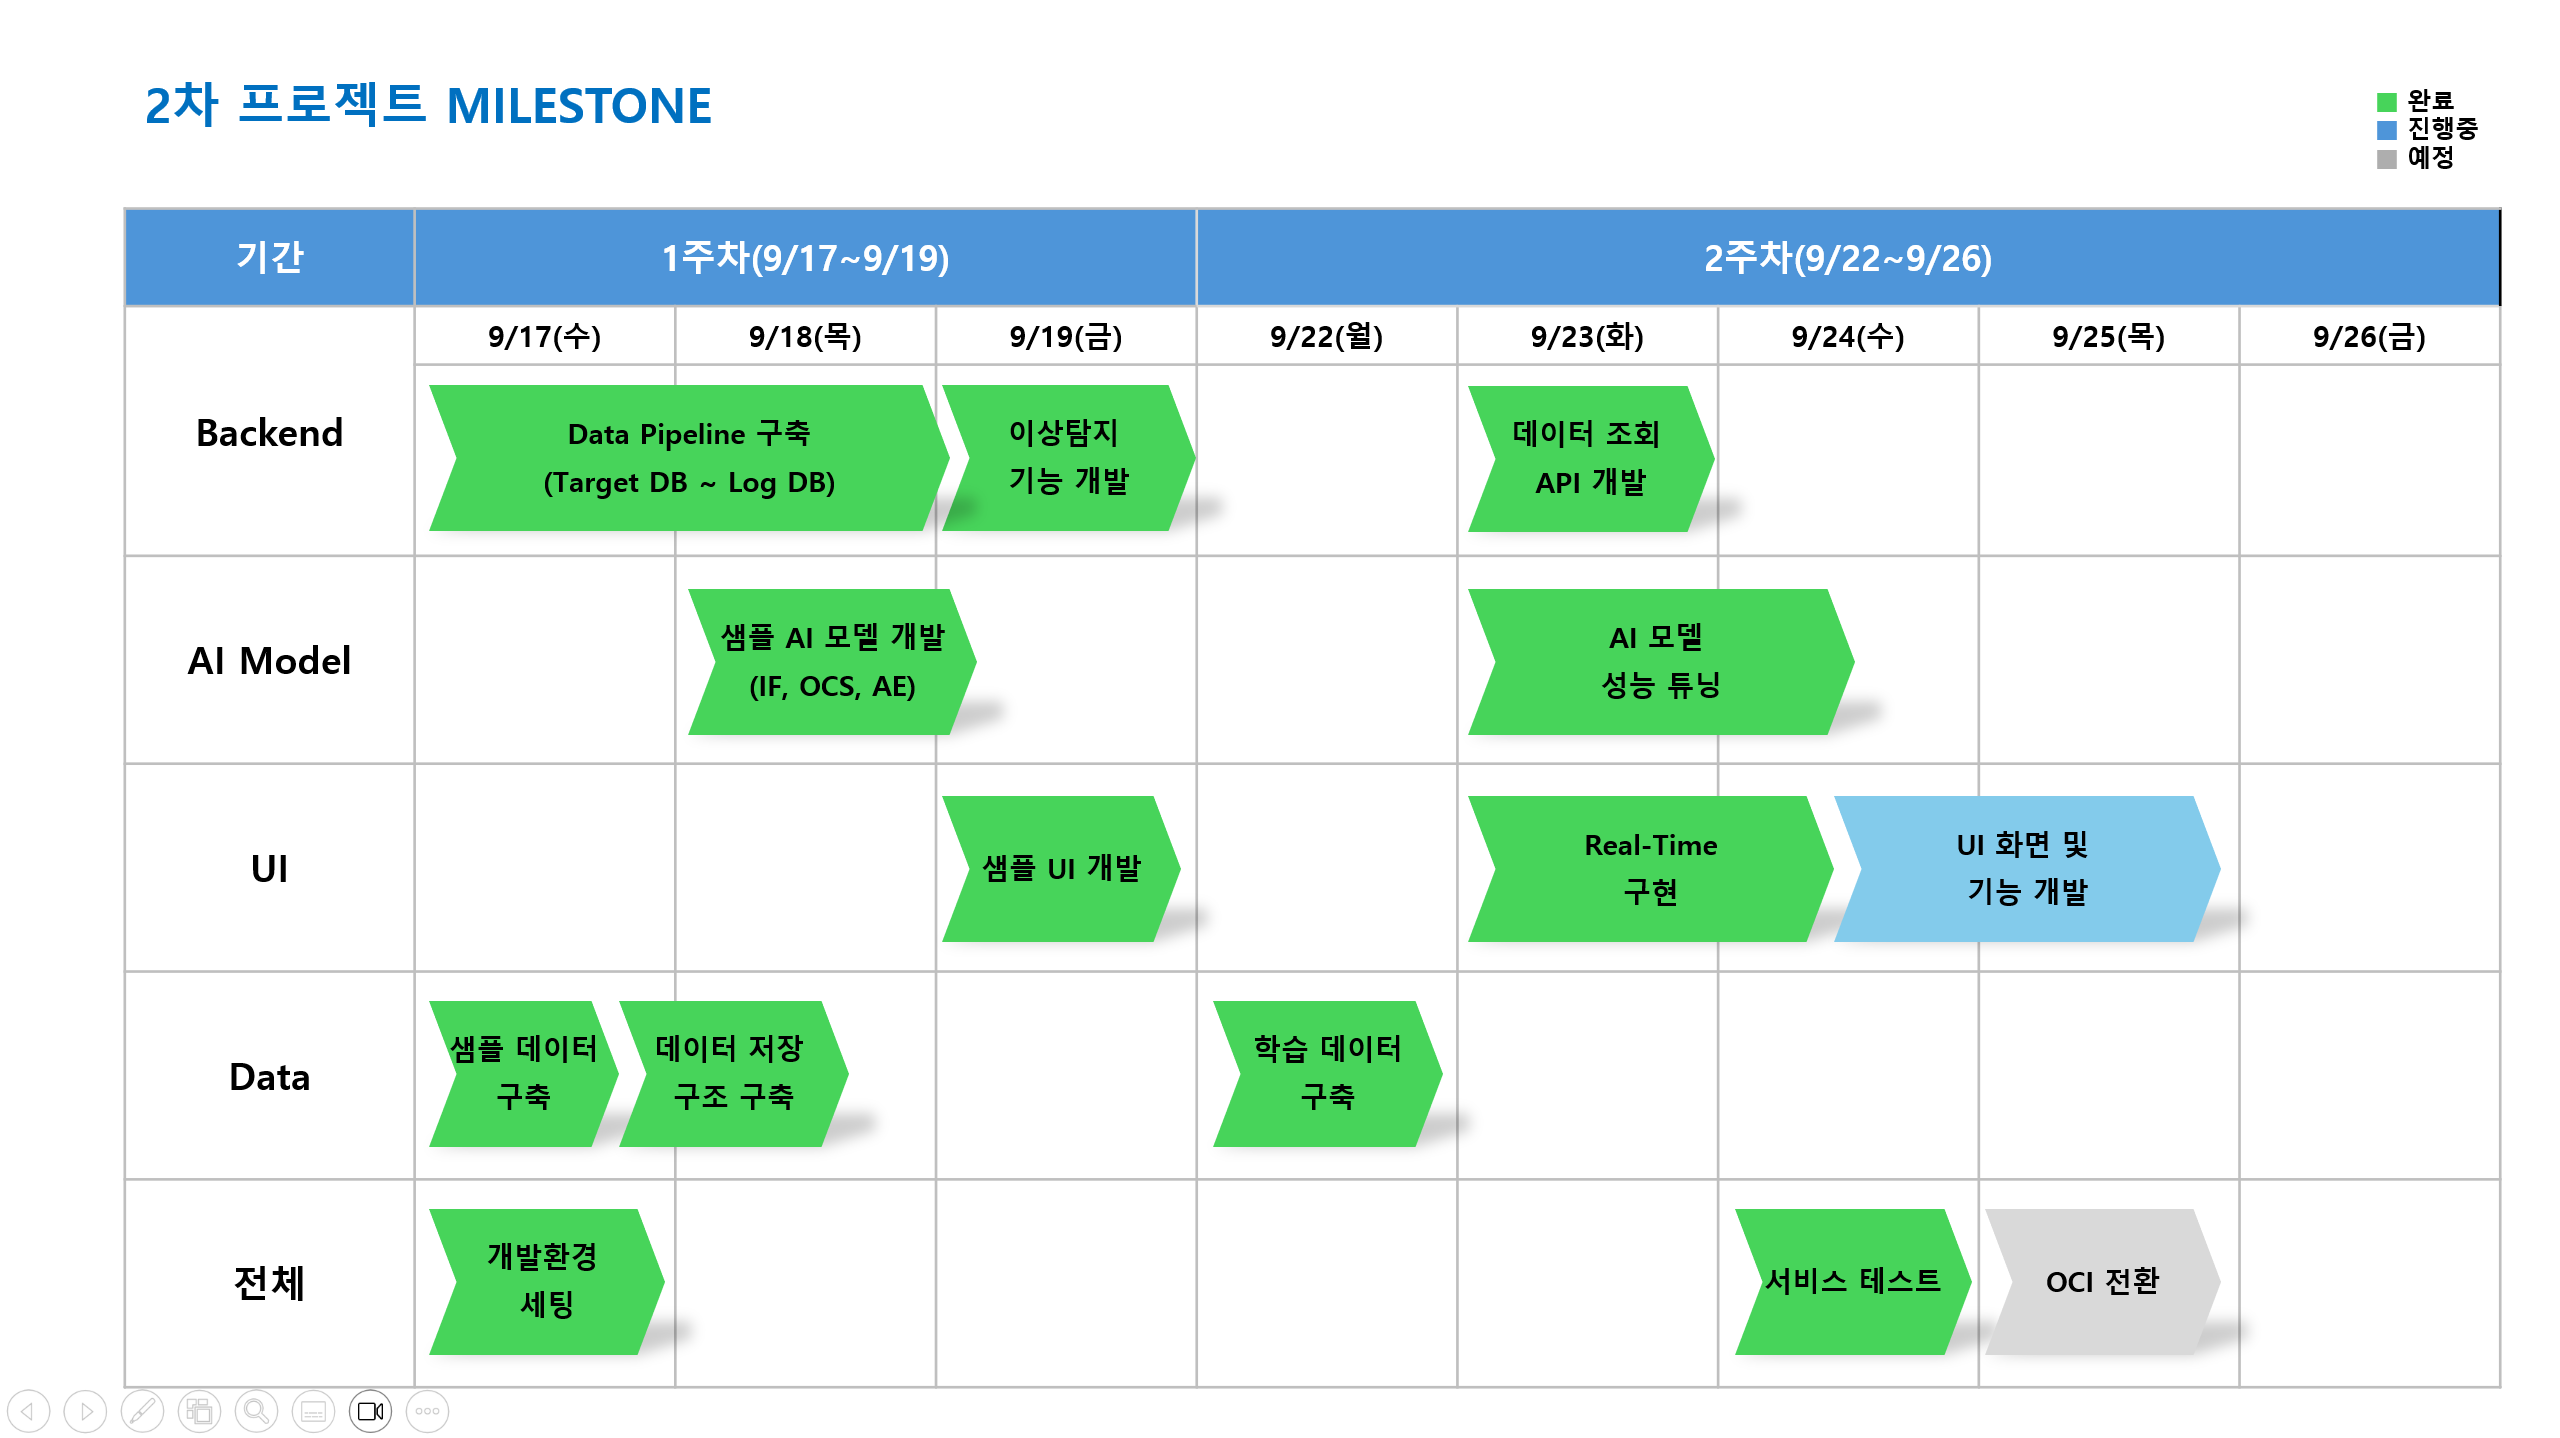 2차 프로젝트 MILESTONE
완료
진행중
예정
기간
1주차(9/17~9/19)
2주차(9/22~9/26)
9/17(수)
9/18(목)
9/19(금)
9/22(월)
9/23(화)
9/24(수)
9/25(목)
9/26(금)
Backend
Data Pipeline 구축
(Target DB ~ Log DB)
이상탐지
기능 개발
데이터 조회
API 개발
AI Model
샘플 AI 모델 개발
(IF, OCS, AE)
AI 모델
성능 튜닝
UI
샘플 UI 개발
Real-Time
구현
UI 화면 및
기능 개발
Data
샘플 데이터
구축
데이터 저장
구조 구축
학습 데이터
구축
전체
개발환경
세팅
서비스 테스트
OCI 전환